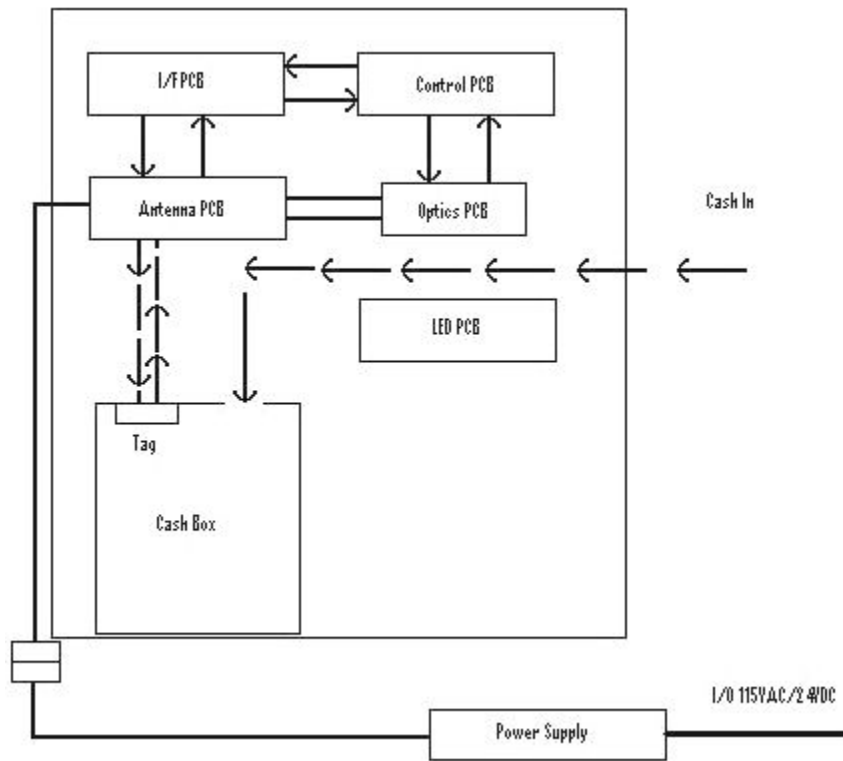 I/F PCB
Control PCB
Antenna PCB
Optics PCB
Cash In
LED PCB
Tag
Cash Box
I/O 115VAC/24VDC
Power Supply